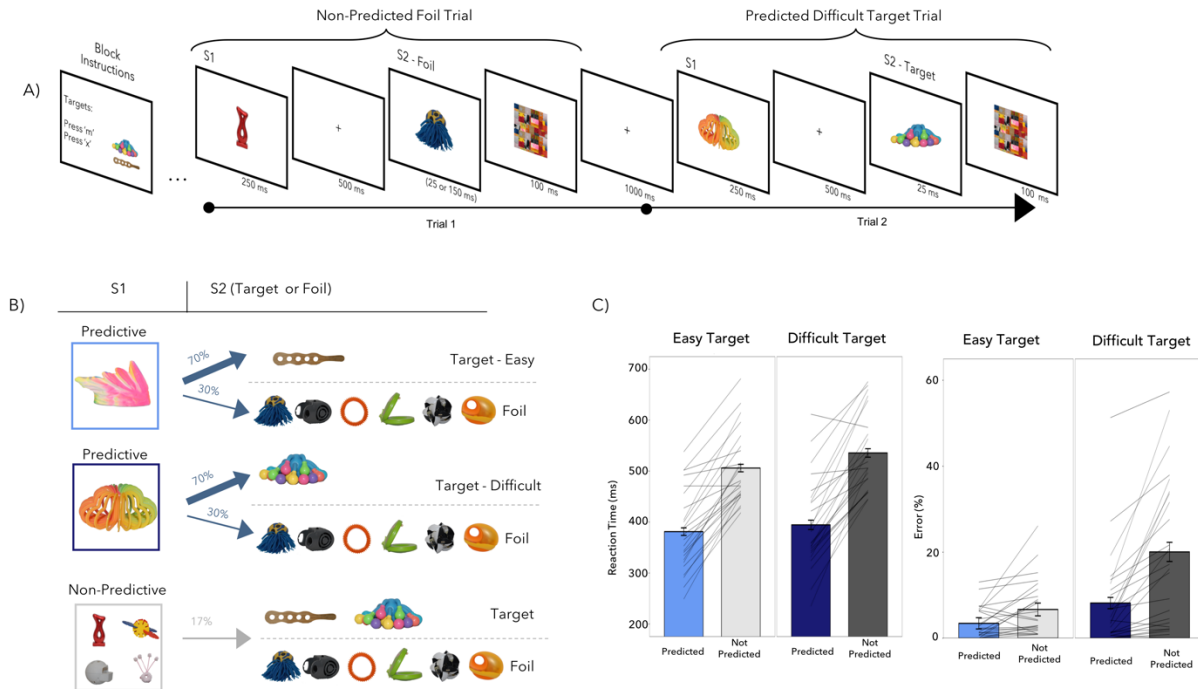 Non-Predicted Foil Trial
Predicted Difficult Target Trial
A)
Block
Instructions
S1
S2 - Foil
S1
S2 - Target
Targets:
Press 'm'
Press 'x'
+
+
+
...
250 ms
500 ms
(25 or 150 ms)
100 ms
1000 ms
250 ms
500 ms
25 ms
100 ms
Trial 1
Trial 2
B)
S1
S2 (Target or Foil)
Predictive
70%
Target - Easy
30%
Foil
Predictive
70%
Target - Difficult
30%
Foil
Non-Predictive
17%
Target
Foil
C)
Easy Target
Difficult Target
Reaction Time (ms)
700
600
500
400
300
200
Predicted
Not
Predicted
Predicted
Not
Predicted
Easy Target
Difficult Target
Error (%)
60
40
20
0
Predicted
Not
Predicted
Predicted
Not
Predicted